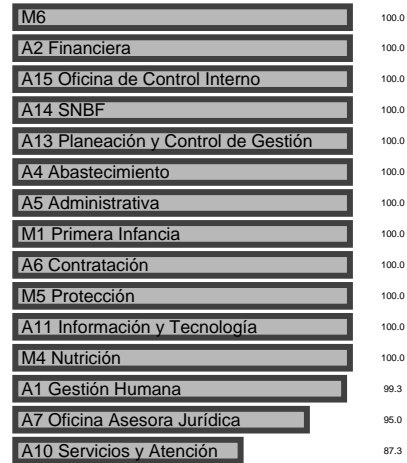 M6 100.0
A2 Financiera 100.0
A15 Oficina de Control Interno 100.0
A14 SNBF 100.0
A13 Planeación y Control de Gestión 100.0
A4 Abastecimiento 100.0
A5 Administrativa 100.0
M1 Primera Infancia 100.0
A6 Contratación 100.0
M5 Protección 100.0
A11 Información y Tecnología 100.0
M4 Nutrición 100.0
A1 Gestión Humana 99.3
A7 Oficina Asesora Jurídica 95.0
A10 Servicios y Atención 87.3